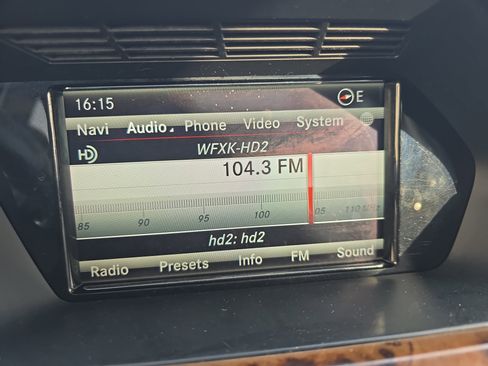 16:15 E
Navi Audio Phone Video System
HD WFXK-HD2
104.3 FM
85 90 95 100 105 110 MHz
hd2: hd2
Radio Presets Info FM Sound